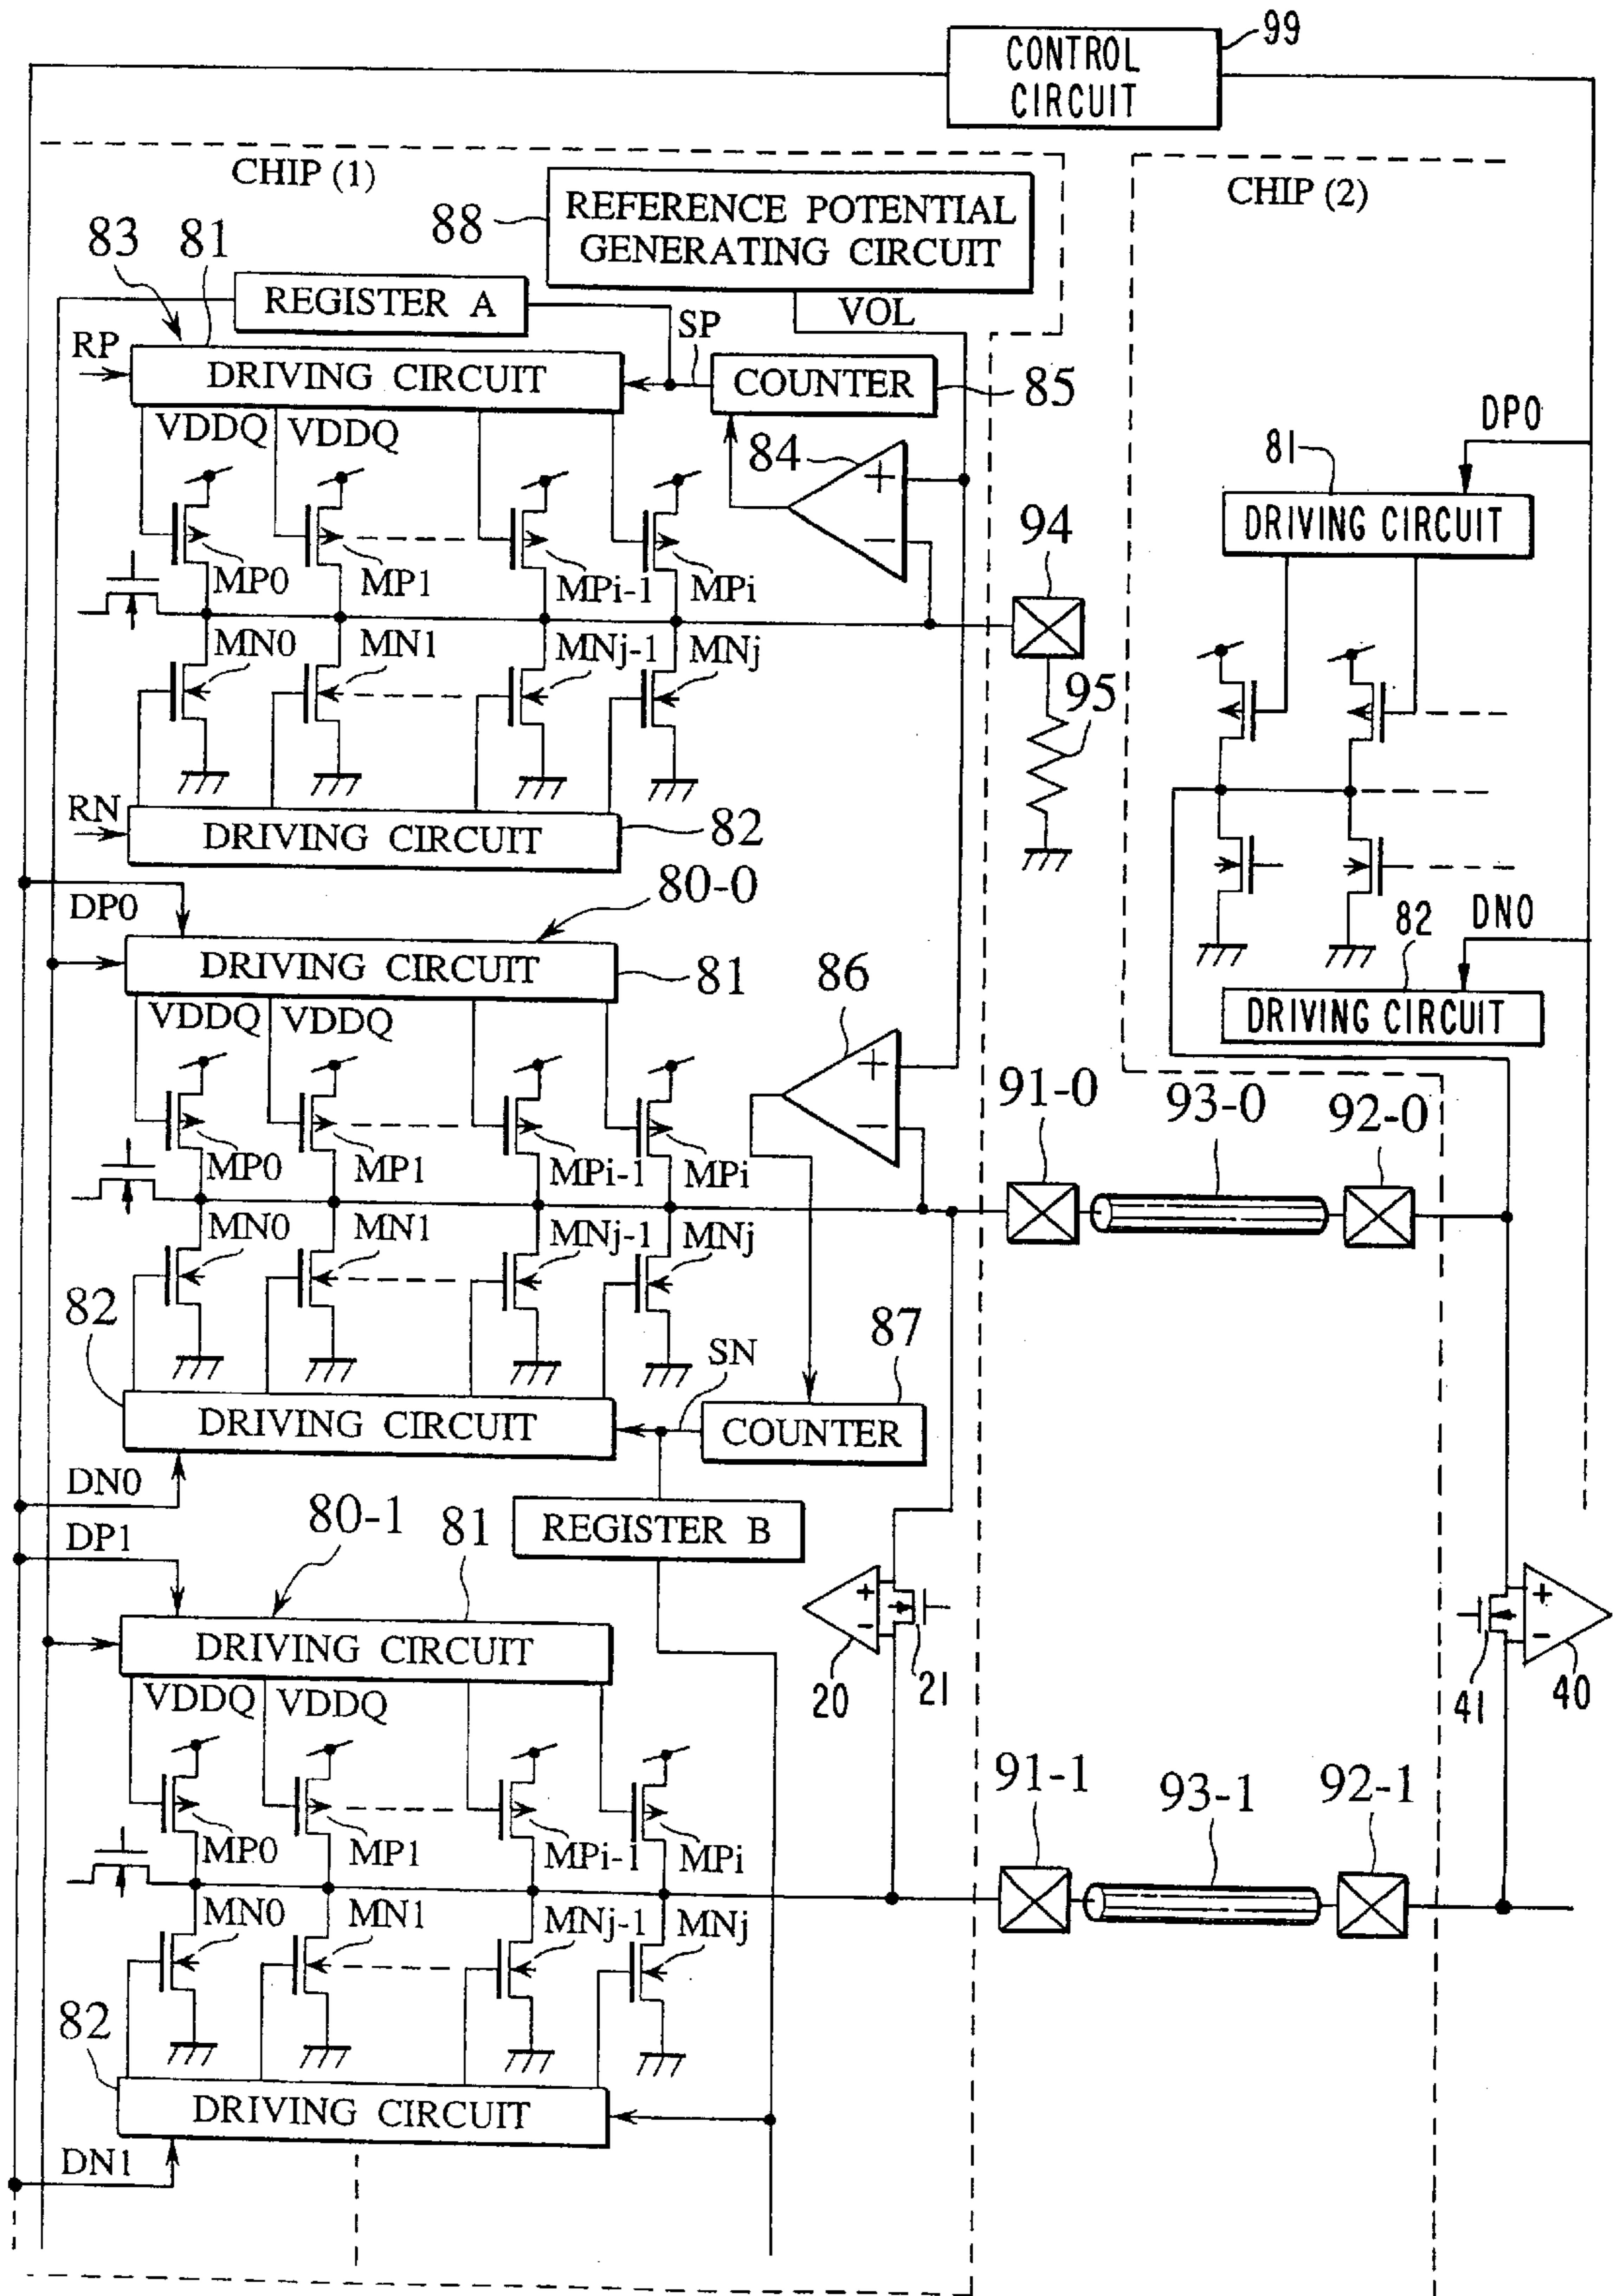 99
CONTROL
CIRCUIT
CHIP (1)
CHIP (2)
88
REFERENCE POTENTIAL
GENERATING CIRCUIT
83
81
REGISTER A
VOL
SP
RP
DRIVING CIRCUIT
COUNTER
85
VDDQ
VDDQ
84
+
−
DP0
81
DRIVING CIRCUIT
94
MP0
MP1
MPi-1
MPi
MN0
MN1
MNj-1
MNj
95
RN
DRIVING CIRCUIT
82
80-0
DP0
82
DN0
DRIVING CIRCUIT
81
86
DRIVING CIRCUIT
VDDQ
VDDQ
+
−
91-0
93-0
92-0
MP0
MP1
MPi-1
MPi
MN0
MN1
MNj-1
MNj
82
87
SN
DRIVING CIRCUIT
COUNTER
DN0
80-1
81
REGISTER B
DP1
+
−
20
21
+
−
41
40
DRIVING CIRCUIT
VDDQ
VDDQ
91-1
93-1
92-1
MP0
MP1
MPi-1
MPi
MN0
MN1
MNj-1
MNj
82
DRIVING CIRCUIT
DN1